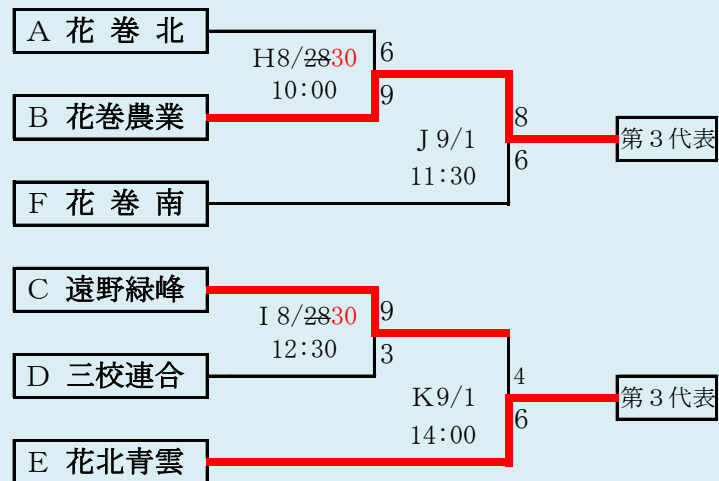 A 花 巻 北
H8/2830 6
10:00
9
B 花巻農業
8
J 9/1 第３代表
6
11:30
F 花 巻 南
C 遠野緑峰
I 8/2830 9
12:30
3
D 三校連合
4
K9/1 第３代表
6
14:00
E 花北青雲